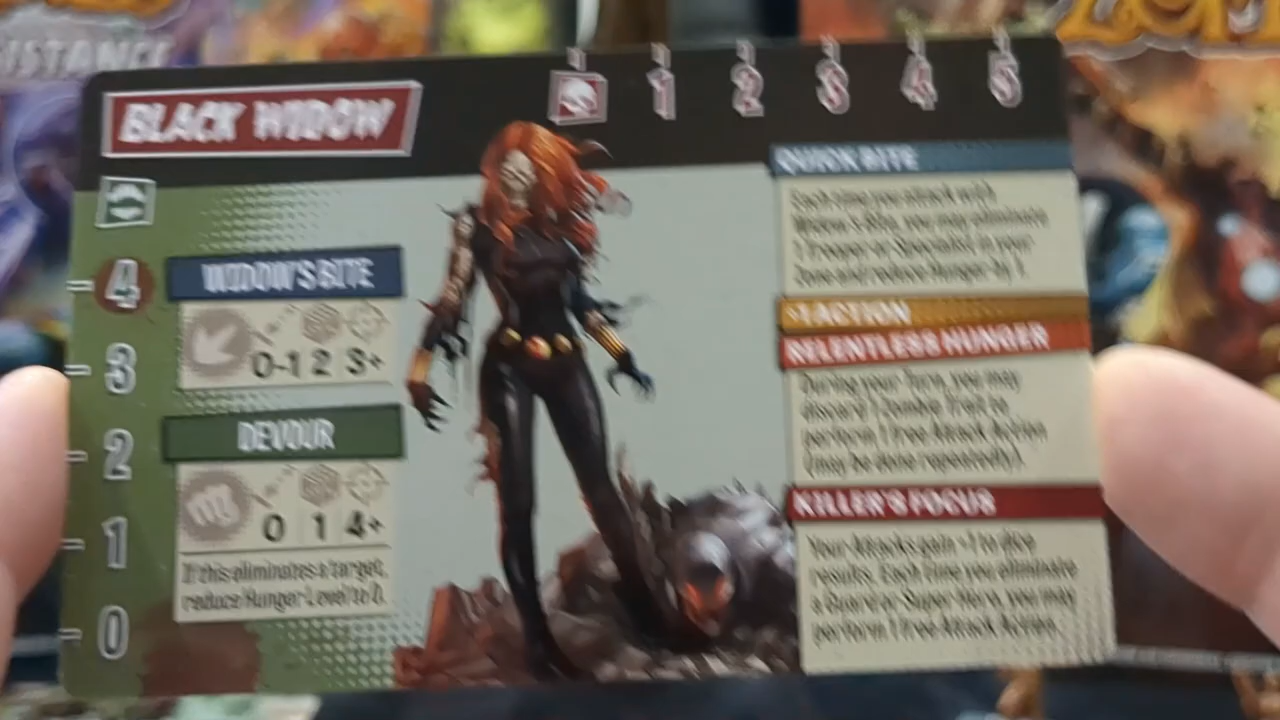 ISTANCE
BLACK WIDOW
1 2 3 4 5
4
3
2
1
0
WIDOW'S BITE
0-1 2 3+
DEVOUR
0 1 4+
If this eliminates a target,
reduce Hunger Level to 0.
QUICK BITE
Each time you attack with
Widow's Bite, you may eliminate
1 Trooper or Specialist in your
Zone and reduce Hunger by 1.
+1 ACTION
RELENTLESS HUNGER
During your Turn, you may
discard 1 Zombie Trait to
perform 1 free Attack Action
(may be done repeatedly).
KILLER'S FOCUS
Your Attacks gain +1 to dice
results. Each time you eliminate
a Guard or Super Hero, you may
perform 1 free Attack Action.